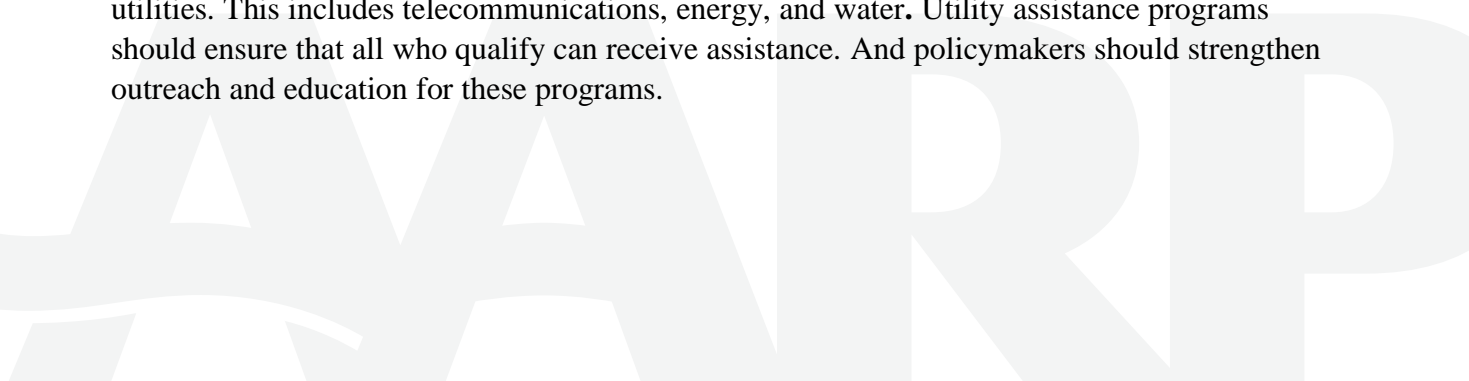 utilities. This includes telecommunications, energy, and water. Utility assistance programs
should ensure that all who qualify can receive assistance. And policymakers should strengthen
outreach and education for these programs.
AARP